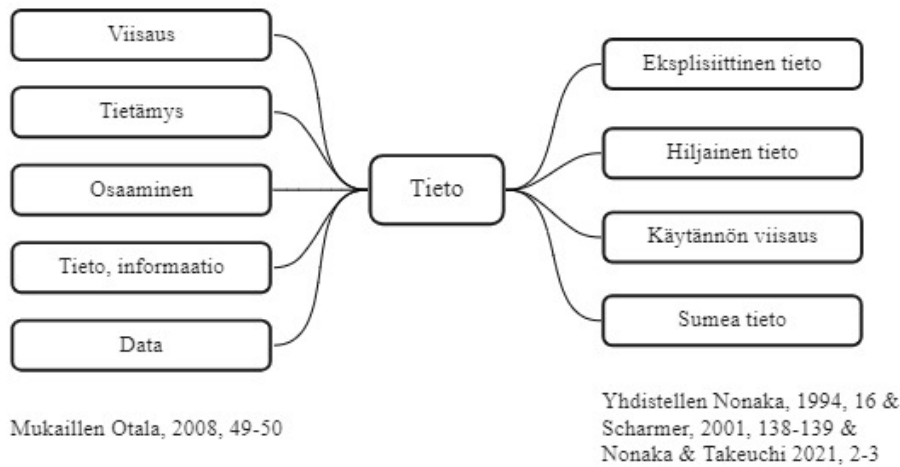 Viisaus
Tietämys
Osaaminen
Tieto, informaatio
Data
Tieto
Eksplisiittinen tieto
Hiljainen tieto
Käytännön viisaus
Sumea tieto
Mukaillen Otala, 2008, 49-50
Yhdistellen Nonaka, 1994, 16 &
Scharmer, 2001, 138-139 &
Nonaka & Takeuchi 2021, 2-3